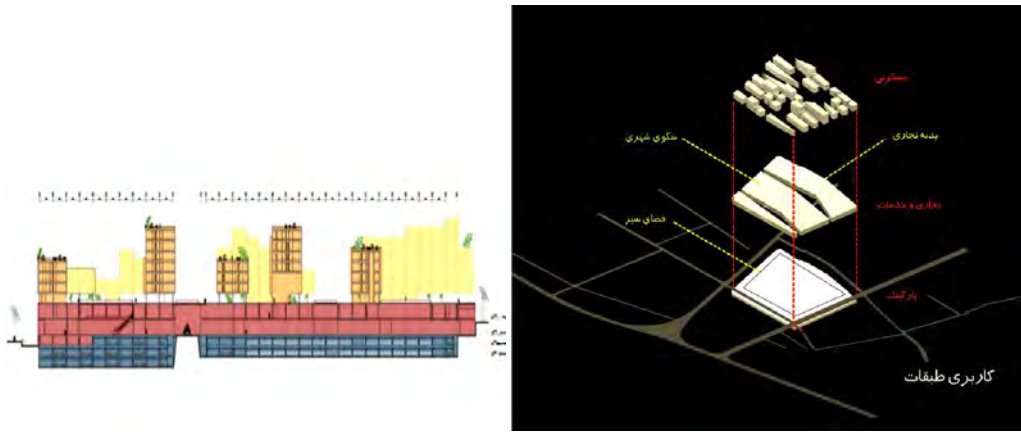 مسکونی
سکوی شهری
بدنه تجاری
تجاری و خدمات
فضای سبز
پارکینگ
کاربری طبقات